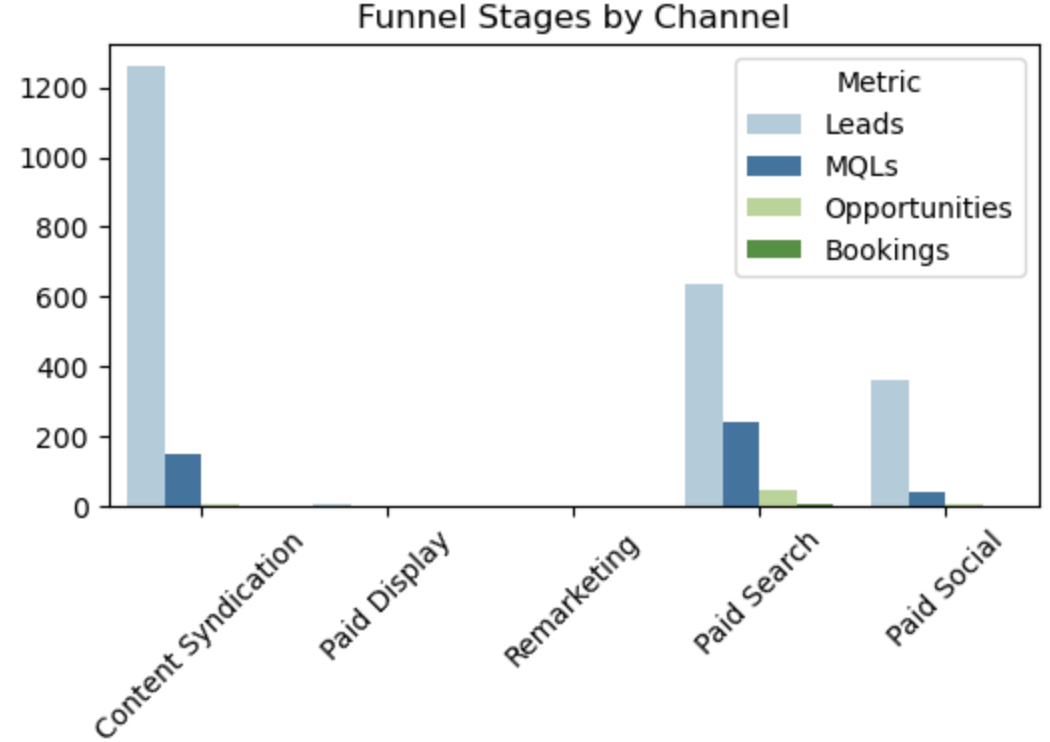 Funnel Stages by Channel
1200
1000
800
600
400
200
0
Metric
Leads
MQLs
Opportunities
Bookings
Content Syndication
Paid Display
Remarketing
Paid Search
Paid Social